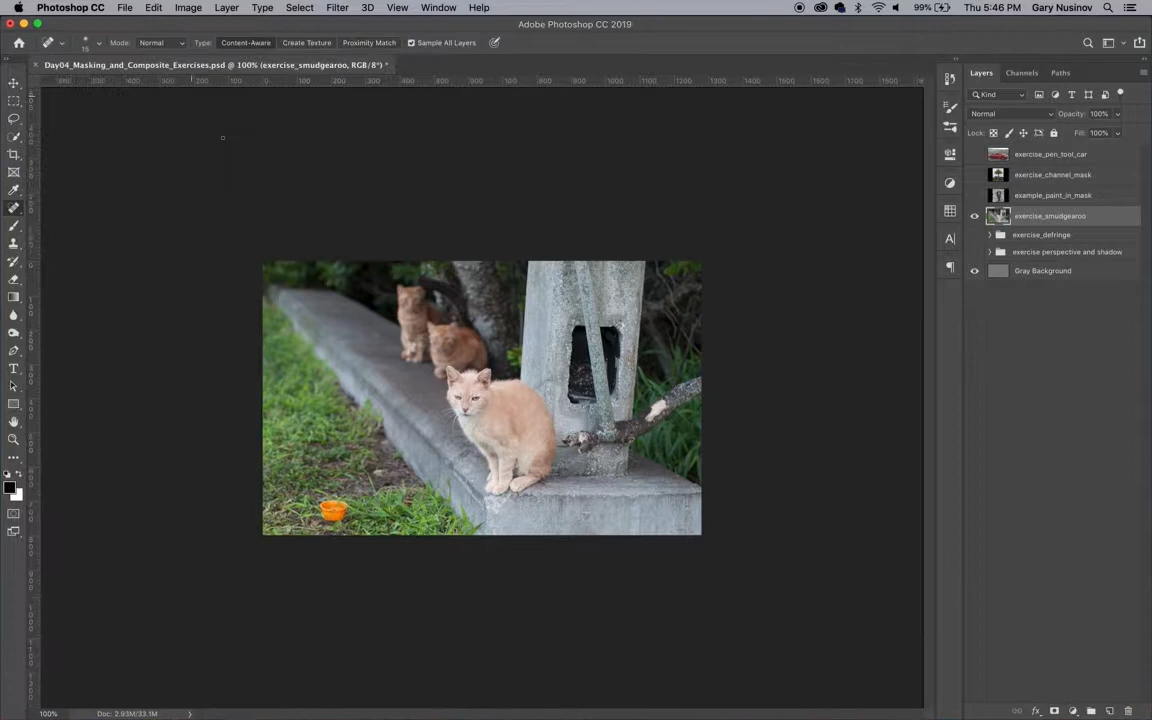 Photoshop CC File Edit Image Layer Type Select Filter 3D View Window Help 99% Thu 5:46 PM Gary Nusinov
Adobe Photoshop CC 2019
15 Mode: Normal Type: Content-Aware Create Texture Proximity Match Sample All Layers
Day04_Masking_and_Composite_Exercises.psd @ 100% (exercise_smudgearoo, RGB/8*) *
Layers Channels Paths
Kind
Normal Opacity: 100%
Lock: Fill: 100%
exercise_pen_tool_car
exercise_channel_mask
example_paint_in_mask
exercise_smudgearoo
exercise_defringe
exercise perspective and shadow
Gray Background
100% Doc: 2.93M/33.1M